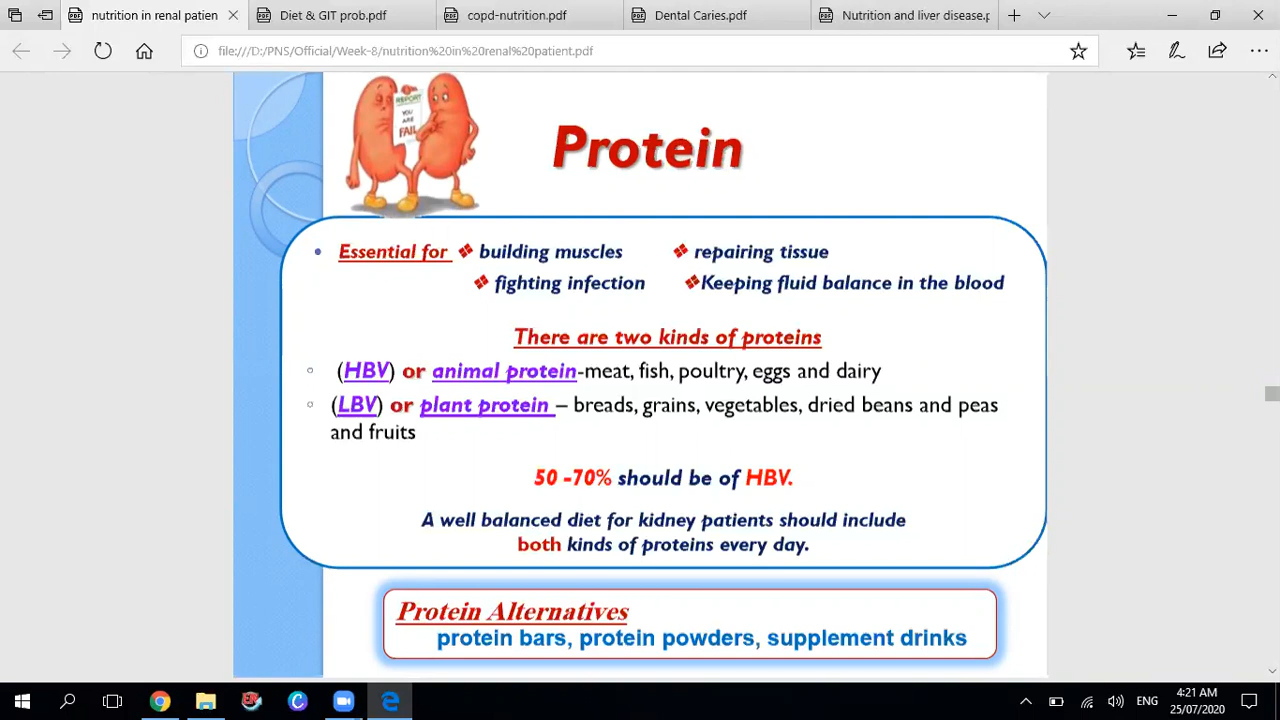 nutrition in renal patien
Diet & GIT prob.pdf
copd-nutrition.pdf
Dental Caries.pdf
Nutrition and liver disease.p
file:///D:/PNS/Official/Week-8/nutrition%20in%20renal%20patient.pdf
REPORT
YOU
ARE
FAIL
Protein
• Essential for ❖ building muscles ❖ repairing tissue
❖ fighting infection ❖Keeping fluid balance in the blood
There are two kinds of proteins
(HBV) or animal protein-meat, fish, poultry, eggs and dairy
(LBV) or plant protein – breads, grains, vegetables, dried beans and peas
and fruits
50 -70% should be of HBV.
A well balanced diet for kidney patients should include
both kinds of proteins every day.
Protein Alternatives
protein bars, protein powders, supplement drinks
ENG
4:21 AM
25/07/2020